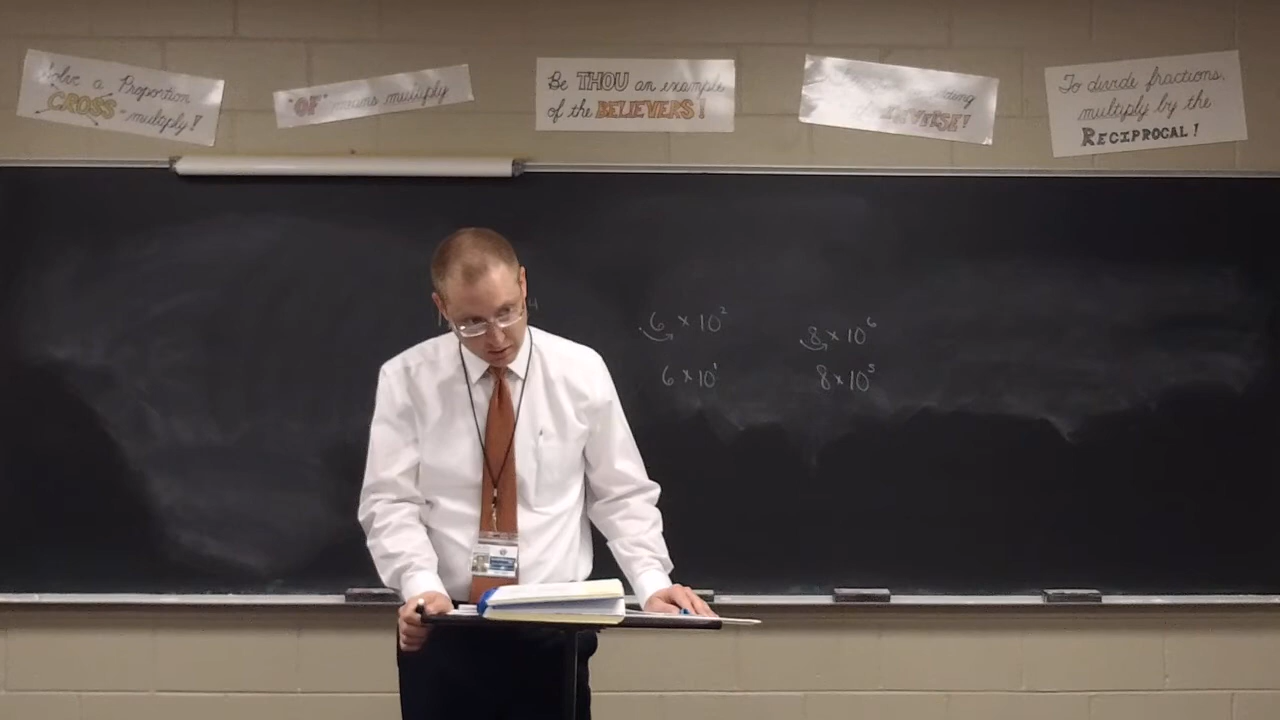 Solve a Proportion
"CROSS-multiply!
"OF" means multiply
Be THOU an example
of the BELIEVERS!
INVERSE!
To divide fractions,
multiply by the
RECIPROCAL!
4
6 × 10²
8 × 10⁶
6 × 10¹
8 × 10⁵